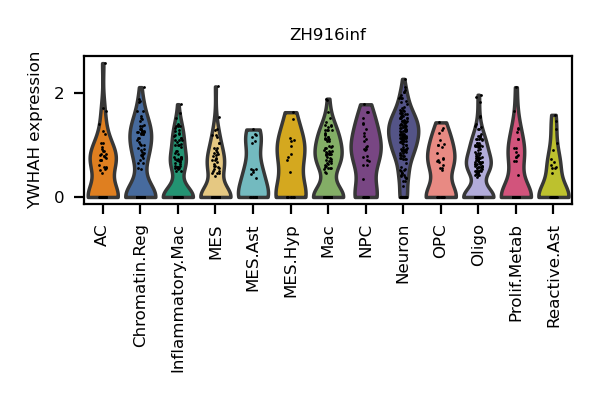 ZH916inf
YWHAH expression
2
0
AC
Chromatin.Reg
Inflammatory.Mac
MES
MES.Ast
MES.Hyp
Mac
NPC
Neuron
OPC
Oligo
Prolif.Metab
Reactive.Ast